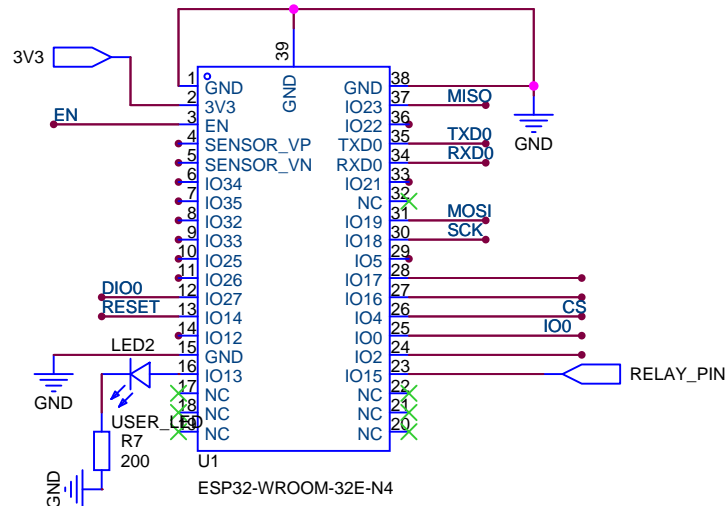 39
3V3
1 GND GND GND 38
2 3V3 IO23 37 MISO
EN 3 EN IO22 36
4 SENSOR_VP TXD0 35 TXD0
5 SENSOR_VN RXD0 34 RXD0
GND
6 IO34 IO21 33
7 IO35 NC 32
8 IO32 IO19 31 MOSI
9 IO33 IO18 30 SCK
10 IO25 IO5 29
11 IO26 IO17 28
DIO0 12 IO27 IO16 27
RESET 13 IO14 IO4 26 CS
14 IO12 IO0 25 IO0
LED2 15 GND IO2 24
16 IO13 IO15 23 RELAY_PIN
GND
17 NC NC 22
18 NC NC 21
USER_LED
19 NC NC 20
R7
200
U1
GND
ESP32-WROOM-32E-N4